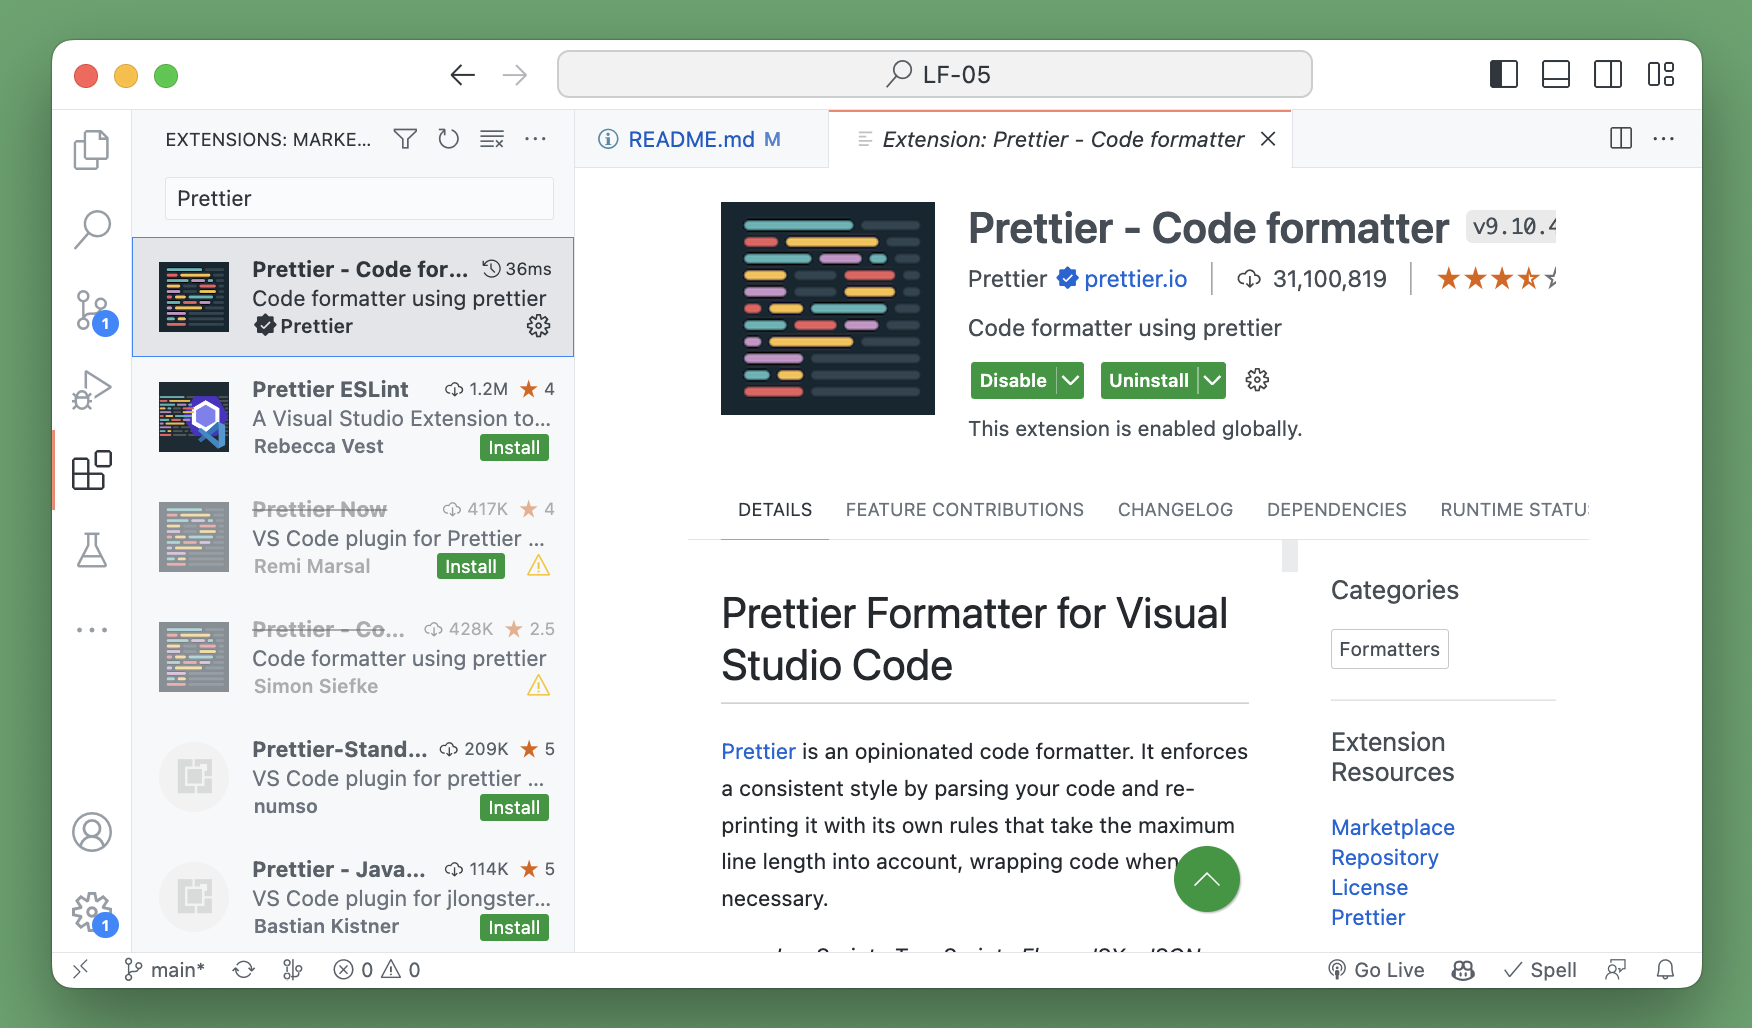 LF-05
EXTENSIONS: MARKE...
README.md M
Extension: Prettier - Code formatter
Prettier
Prettier - Code for... 36ms
Code formatter using prettier
Prettier
Prettier ESLint 1.2M 4
A Visual Studio Extension to...
Rebecca Vest Install
Prettier Now 417K 4
VS Code plugin for Prettier ...
Remi Marsal Install
Prettier - Co... 428K 2.5
Code formatter using prettier
Simon Siefke
Prettier-Stand... 209K 5
VS Code plugin for prettier ...
numso Install
Prettier - Java... 114K 5
VS Code plugin for jlongster...
Bastian Kistner Install
1
1
Prettier - Code formatter v9.10.4
Prettier prettier.io 31,100,819
Code formatter using prettier
Disable Uninstall
This extension is enabled globally.
DETAILS FEATURE CONTRIBUTIONS CHANGELOG DEPENDENCIES RUNTIME STATUS
Prettier Formatter for Visual
Studio Code
Prettier is an opinionated code formatter. It enforces
a consistent style by parsing your code and re-
printing it with its own rules that take the maximum
line length into account, wrapping code when
necessary.
Categories
Formatters
Extension
Resources
Marketplace
Repository
License
Prettier
main* 0 0
Go Live Spell